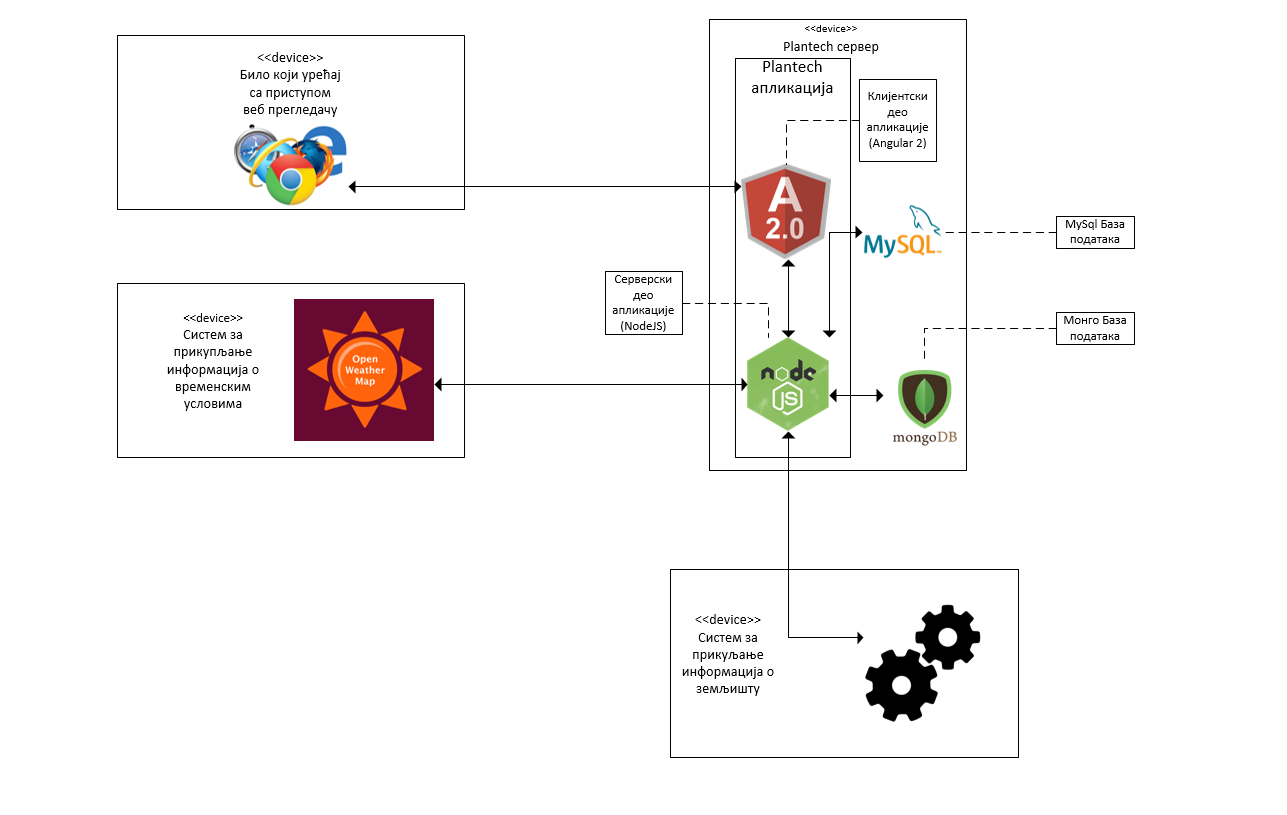 <<device>>
Било који урећај
са приступом
веб прегледачу
<<device>>
Plantech сервер
Plantech
апликација
Клијентски
део
апликације
(Angular 2)
A
2.0
MySQL
MySql База
података
<<device>>
Систем за
прикупљање
информација о
временским
условима
Open
Weather
Map
Серверски
део
апликације
(NodeJS)
node
JS
Монго База
података
mongoDB
<<device>>
Систем за
прикуљање
информација о
земљишту